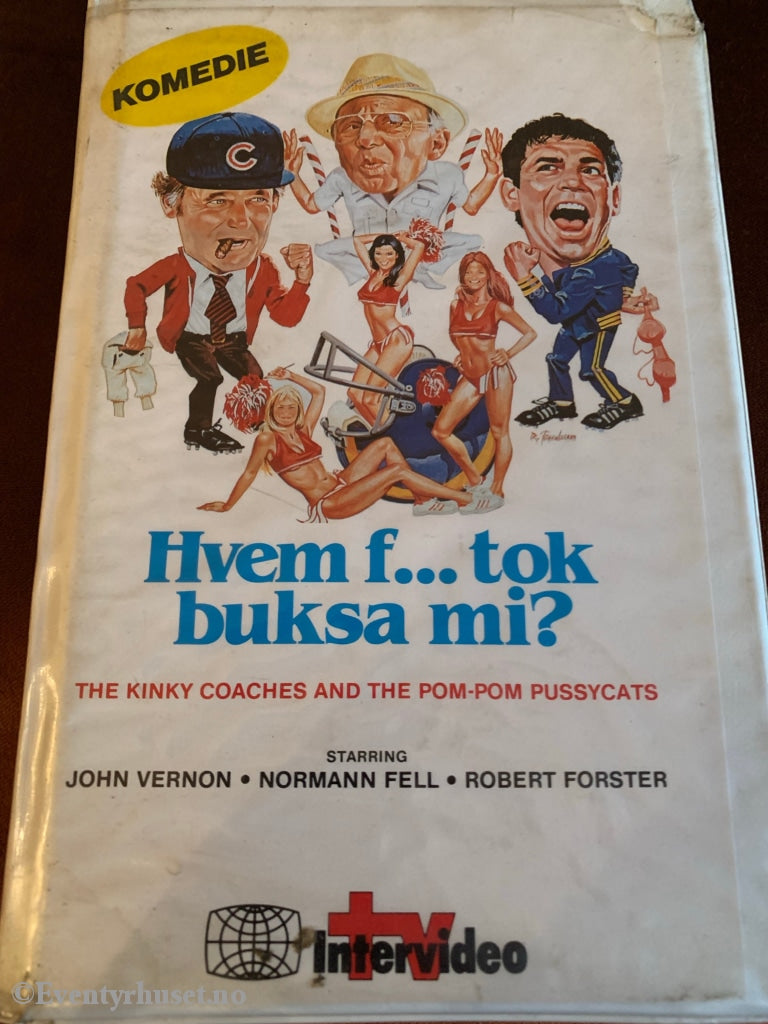 KOMEDIE
C
Hvem f... tok
buksa mi?
THE KINKY COACHES AND THE POM-POM PUSSYCATS
STARRING
JOHN VERNON • NORMANN FELL • ROBERT FORSTER
tv
Intervideo
©Eventyrhuset.no